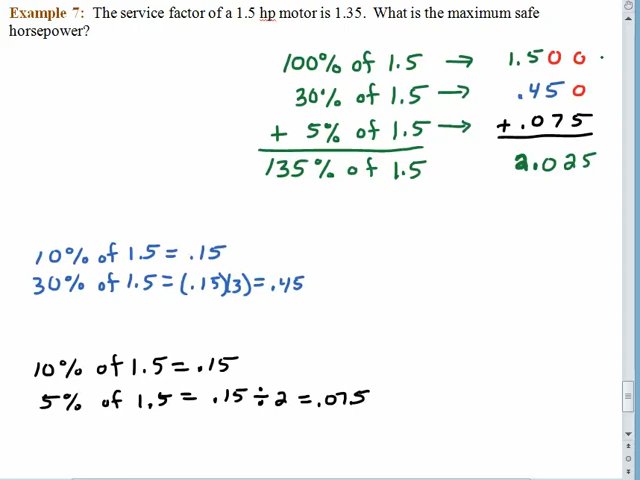 Example 7: The service factor of a 1.5 hp motor is 1.35. What is the maximum safe
horsepower?
100% of 1.5 → 1.500
30% of 1.5 → .450
+ 5% of 1.5 → + .075
135% of 1.5 2.025
10% of 1.5 = .15
30% of 1.5 = (.15)(3) = .45
10% of 1.5 = .15
5% of 1.5 = .15 ÷ 2 = .075